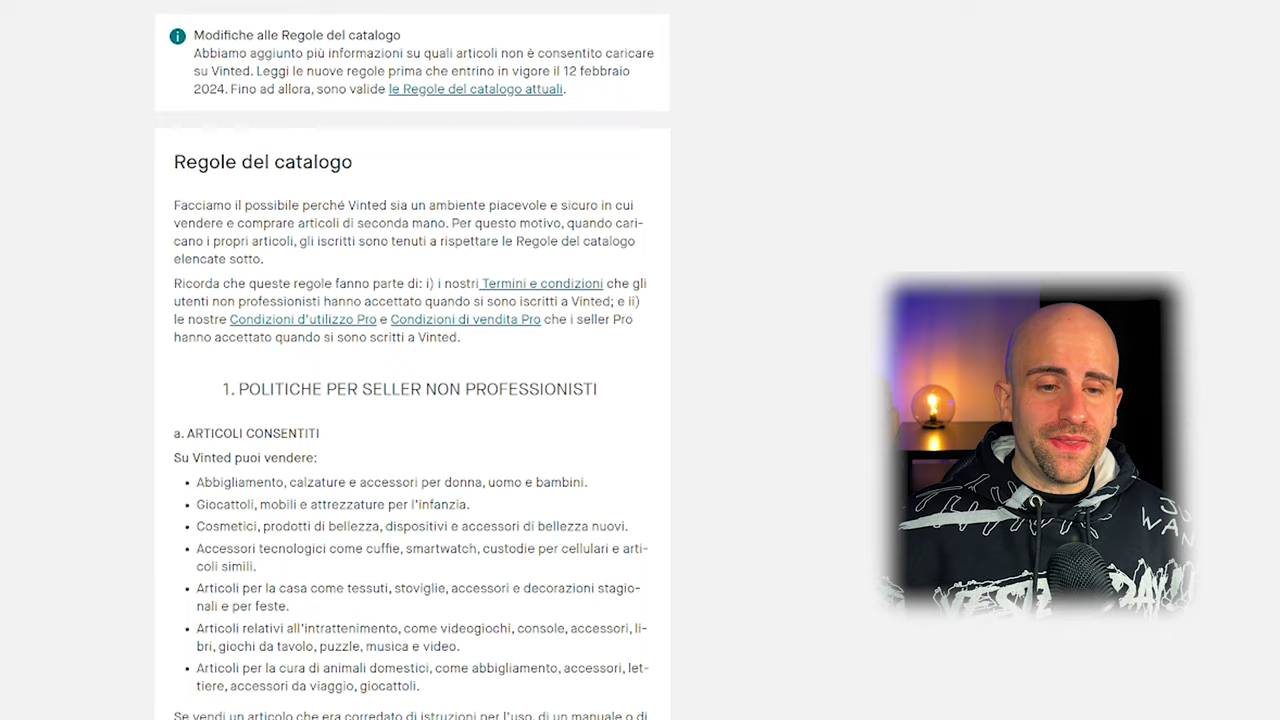 Modifiche alle Regole del catalogo
Abbiamo aggiunto più informazioni su quali articoli non è consentito caricare
su Vinted. Leggi le nuove regole prima che entrino in vigore il 12 febbraio
2024. Fino ad allora, sono valide le Regole del catalogo attuali.
Regole del catalogo
Facciamo il possibile perché Vinted sia un ambiente piacevole e sicuro in cui
vendere e comprare articoli di seconda mano. Per questo motivo, quando cari-
cano i propri articoli, gli iscritti sono tenuti a rispettare le Regole del catalogo
elencate sotto.
Ricorda che queste regole fanno parte di: i) i nostri Termini e condizioni che gli
utenti non professionisti hanno accettato quando si sono iscritti a Vinted; e ii)
le nostre Condizioni d'utilizzo Pro e Condizioni di vendita Pro che i seller Pro
hanno accettato quando si sono scritti a Vinted.
1. POLITICHE PER SELLER NON PROFESSIONISTI
a. ARTICOLI CONSENTITI
Su Vinted puoi vendere:
• Abbigliamento, calzature e accessori per donna, uomo e bambini.
• Giocattoli, mobili e attrezzature per l'infanzia.
• Cosmetici, prodotti di bellezza, dispositivi e accessori di bellezza nuovi.
• Accessori tecnologici come cuffie, smartwatch, custodie per cellulari e arti-
coli simili.
• Articoli per la casa come tessuti, stoviglie, accessori e decorazioni stagio-
nali e per feste.
• Articoli relativi all'intrattenimento, come videogiochi, console, accessori, li-
bri, giochi da tavolo, puzzle, musica e video.
• Articoli per la cura di animali domestici, come abbigliamento, accessori, let-
tiere, accessori da viaggio, giocattoli.
Se vendi un articolo che era corredato di istruzioni per l'uso, di un manuale o di